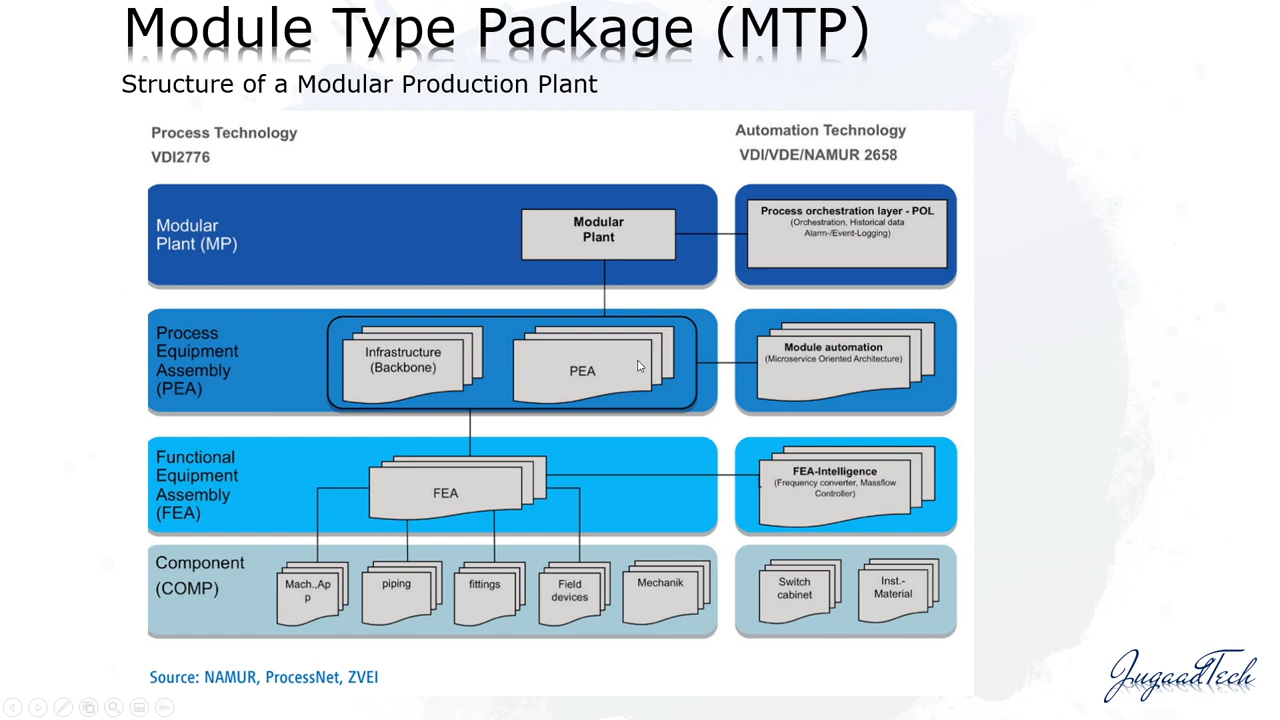 Module Type Package (MTP)
Structure of a Modular Production Plant
Process Technology
VDI2776
Automation Technology
VDI/VDE/NAMUR 2658
Modular
Plant (MP)
Modular
Plant
Process orchestration layer - POL
(Orchestration, Historical data
Alarm-/Event-Logging)
Process
Equipment
Assembly
(PEA)
Infrastructure
(Backbone)
PEA
Module automation
(Microservice Oriented Architecture)
Functional
Equipment
Assembly
(FEA)
FEA
FEA-Intelligence
(Frequency converter, Massflow
Controller)
Component
(COMP)
Mach.,Ap
p
piping
fittings
Field
devices
Mechanik
Switch
cabinet
Inst.-
Material
Source: NAMUR, ProcessNet, ZVEI
JugaadTech